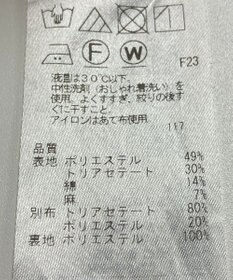 F W
F23
液温は30℃以下。
中性洗剤(おしゃれ着洗い)を
使用。よくすすぎ、絞りの後す
ぐに干すこと。
アイロンはあて布使用。
117
品質
表地 ポリエステル 49%
トリアセテート 30%
綿 14%
麻 7%
別布 トリアセテート 80%
ポリエステル 20%
裏地 ポリエステル 100%